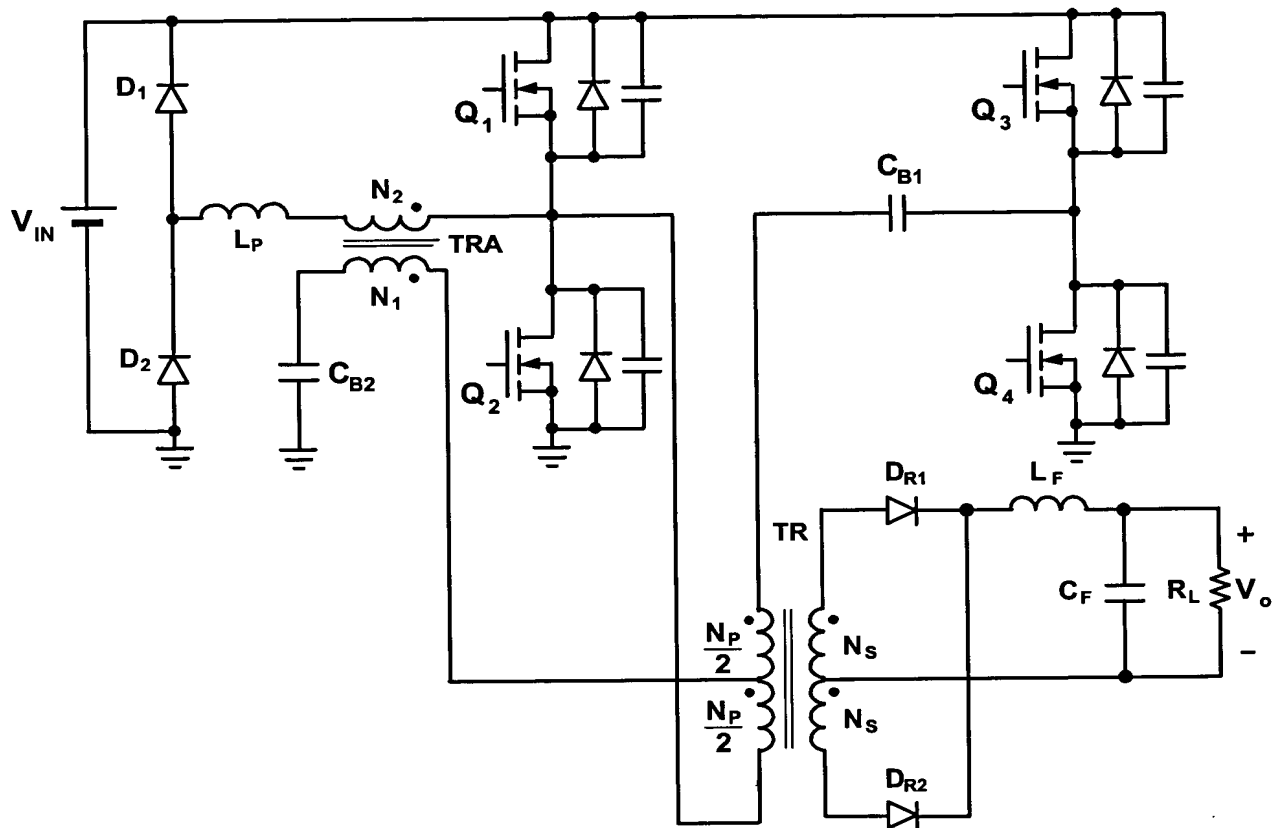 D1
Q1
Q3
CB1
N2
VIN
LP
TRA
N1
D2
CB2
Q2
Q4
DR1
LF
TR
+
CF
RL
Vo
NP
2
NS
−
NP
2
NS
DR2